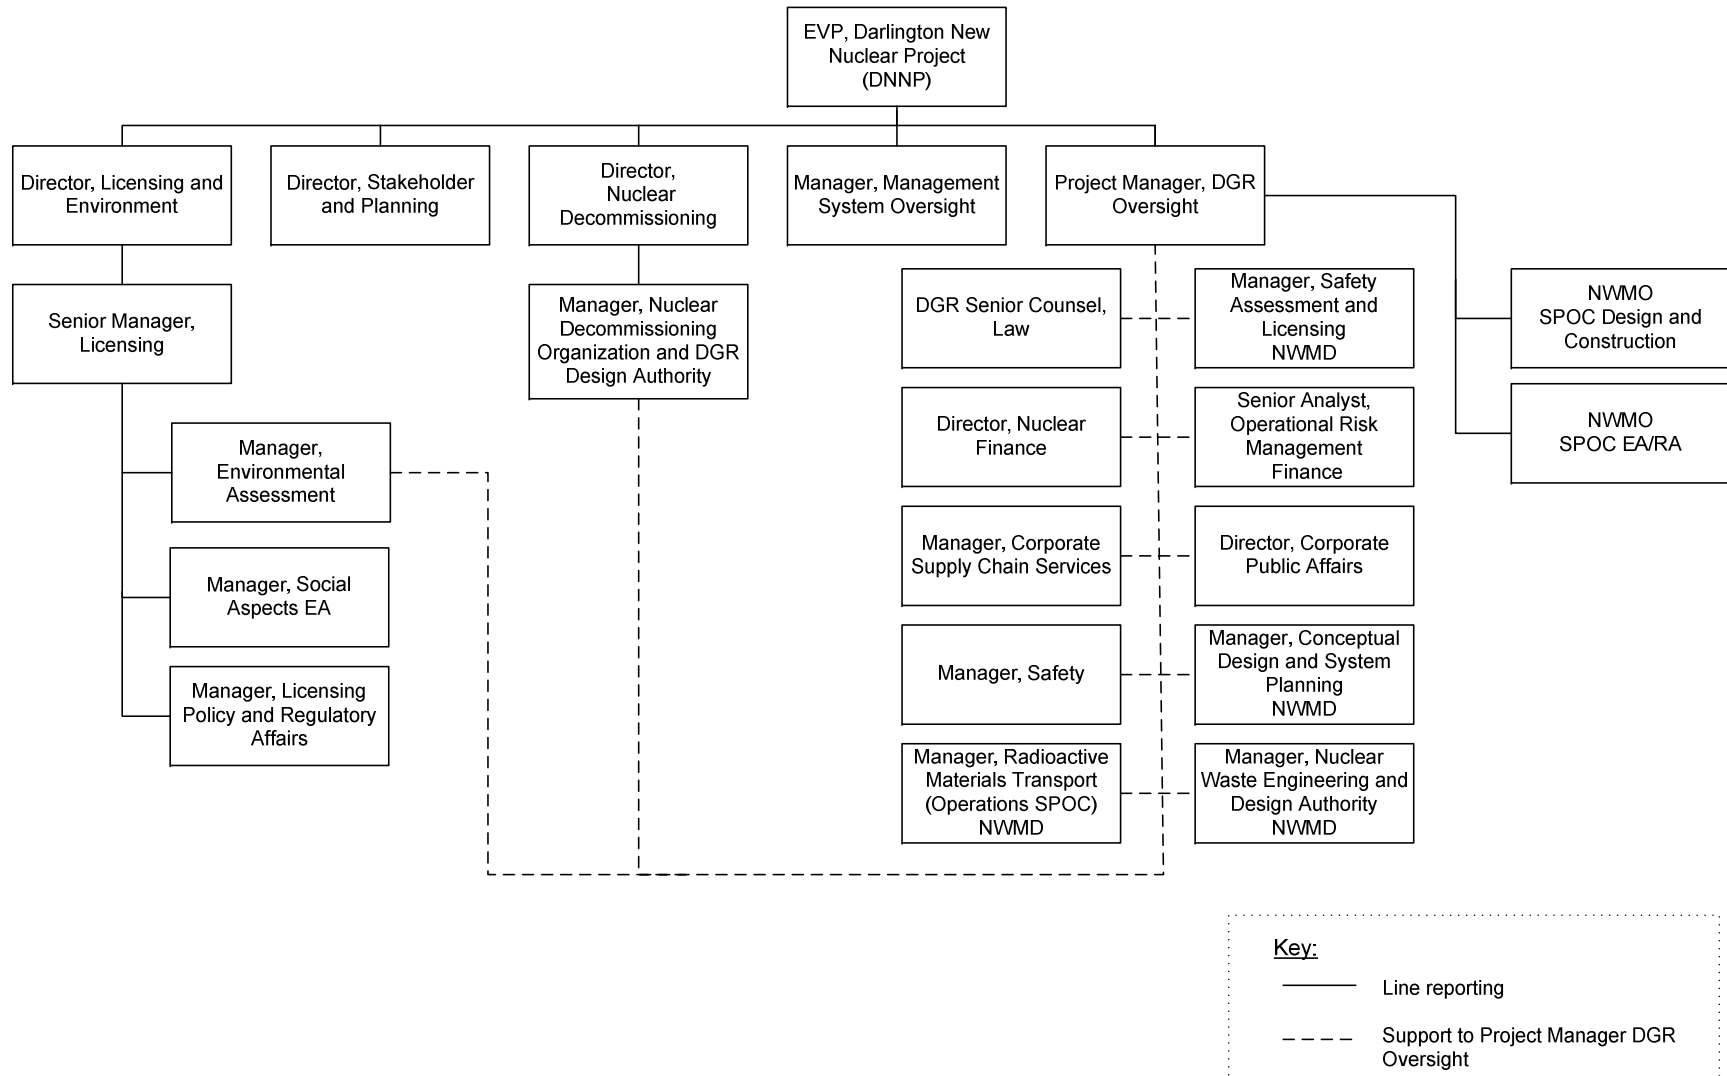 EVP, Darlington New
Nuclear Project
(DNNP)
Director, Licensing and
Environment
Director, Stakeholder
and Planning
Director,
Nuclear
Decommissioning
Manager, Management
System Oversight
Project Manager, DGR
Oversight
Senior Manager,
Licensing
Manager, Nuclear
Decommissioning
Organization and DGR
Design Authority
DGR Senior Counsel,
Law
Manager, Safety
Assessment and
Licensing
NWMD
NWMO
SPOC Design and
Construction
Manager,
Environmental
Assessment
Director, Nuclear
Finance
Senior Analyst,
Operational Risk
Management
Finance
NWMO
SPOC EA/RA
Manager, Social
Aspects EA
Manager, Corporate
Supply Chain Services
Director, Corporate
Public Affairs
Manager, Licensing
Policy and Regulatory
Affairs
Manager, Safety
Manager, Conceptual
Design and System
Planning
NWMD
Manager, Radioactive
Materials Transport
(Operations SPOC)
NWMD
Manager, Nuclear
Waste Engineering and
Design Authority
NWMD
Key:
Line reporting
Support to Project Manager DGR
Oversight